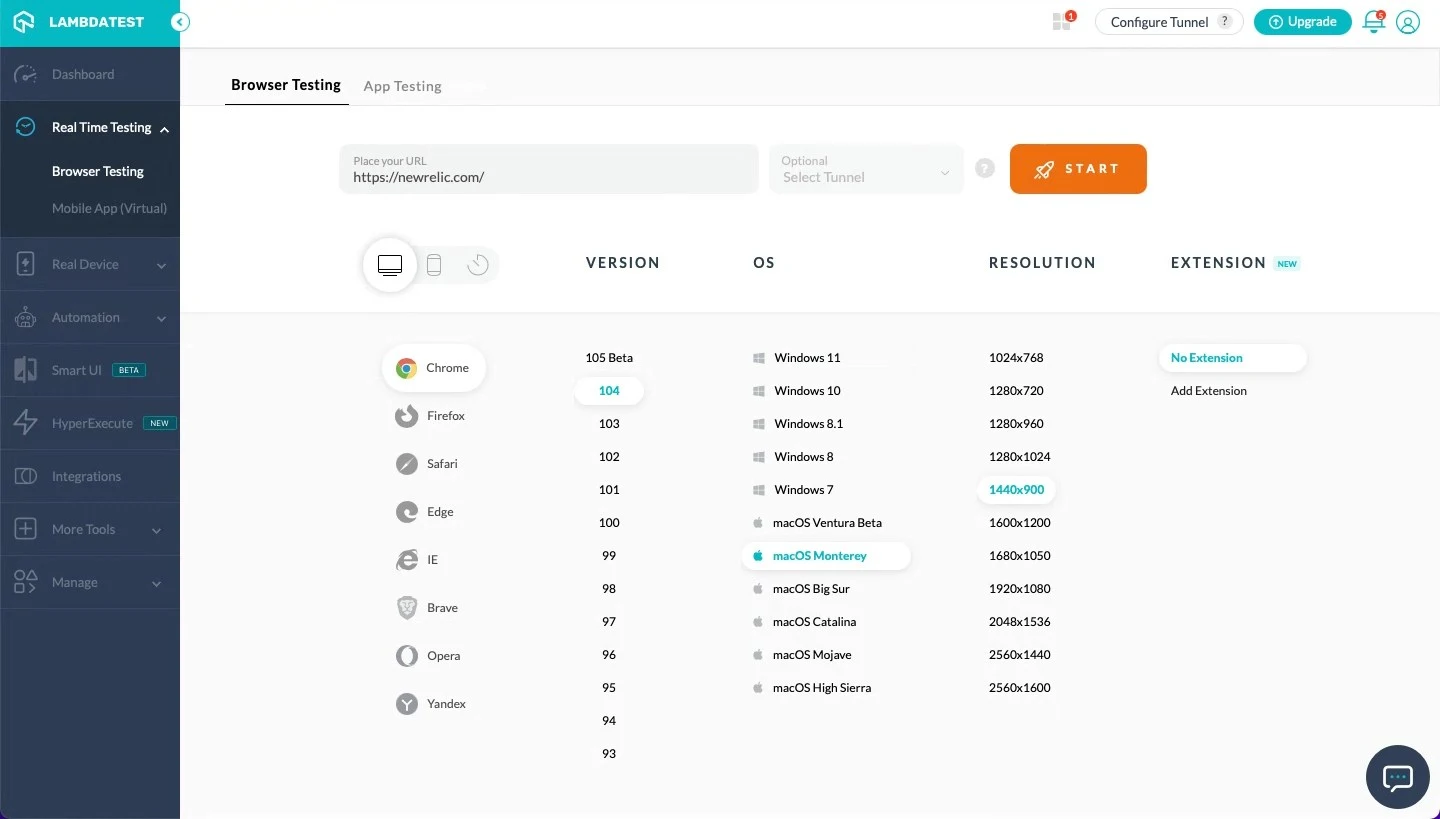 LAMBDATEST
1
Configure Tunnel ?
Upgrade
5
Dashboard
Real Time Testing
Browser Testing
Mobile App (Virtual)
Real Device
Automation
Smart UI BETA
HyperExecute NEW
Integrations
More Tools
Manage
Browser Testing
App Testing
Place your URL
https://newrelic.com/
Optional
Select Tunnel
?
START
VERSION
OS
RESOLUTION
EXTENSION NEW
Chrome
Firefox
Safari
Edge
IE
Brave
Opera
Yandex
105 Beta
104
103
102
101
100
99
98
97
96
95
94
93
Windows 11
Windows 10
Windows 8.1
Windows 8
Windows 7
macOS Ventura Beta
macOS Monterey
macOS Big Sur
macOS Catalina
macOS Mojave
macOS High Sierra
1024x768
1280x720
1280x960
1280x1024
1440x900
1600x1200
1680x1050
1920x1080
2048x1536
2560x1440
2560x1600
No Extension
Add Extension